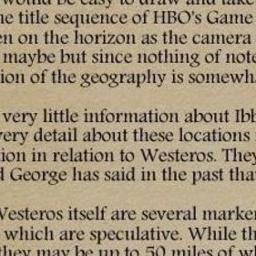 would be easy to draw and take
he title sequence of HBO's Game
en on the horizon as the camera
maybe but since nothing of note
ion of the geography is somewh
very little information about Ibb
very detail about these locations
tion in relation to Westeros. They
d George has said in the past tha
Westeros itself are several marke
which are speculative. While th
they may be up to 50 miles of wh